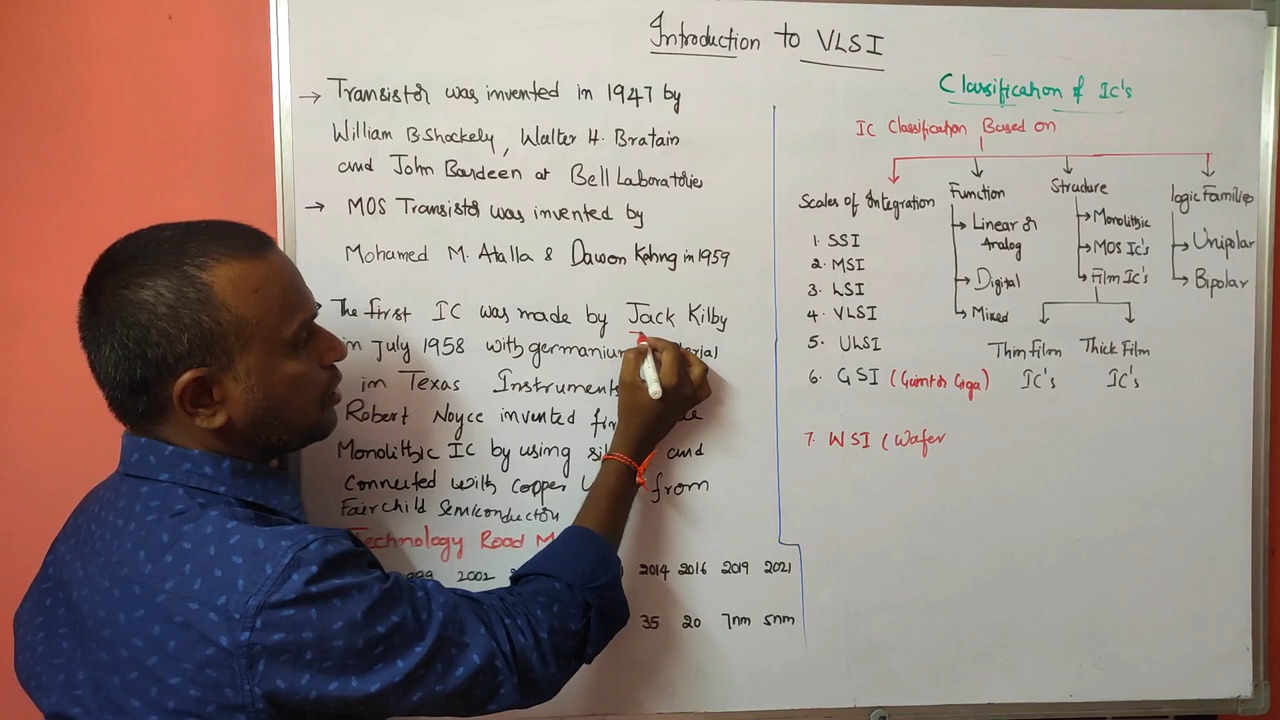 Introduction to VLSI
→ Transistor was invented in 1947 by
William B Shockely, Walter H. Bratain
and John Bardeen at Bell Laboratories
→ MOS Transistor was invented by
Mohamed M. Atalla & Dawon Kahng in 1959
The first IC was made by Jack Kilby
in July 1958 with germanium
in Texas Instruments
Robert Noyce invented
Monolithic IC by using and
Connected with copper from
Fairchild Semiconductor
Technology Road
2002 2014 2016 2019 2021
35 20 7nm 5nm
Classification of IC's
IC Classification Based on
Scales of Integration
1. SSI
2. MSI
3. LSI
4. VLSI
5. ULSI
6. GSI (Giant or Giga)
7. WSI (Wafer
Function
→ Linear or
Analog
→ Digital
→ Mixed
Structure
→ Monolithic
→ MOS IC's
→ Film IC's
Thin Film
IC's
Thick Film
IC's
logic Families
→ Unipolar
→ Bipolar